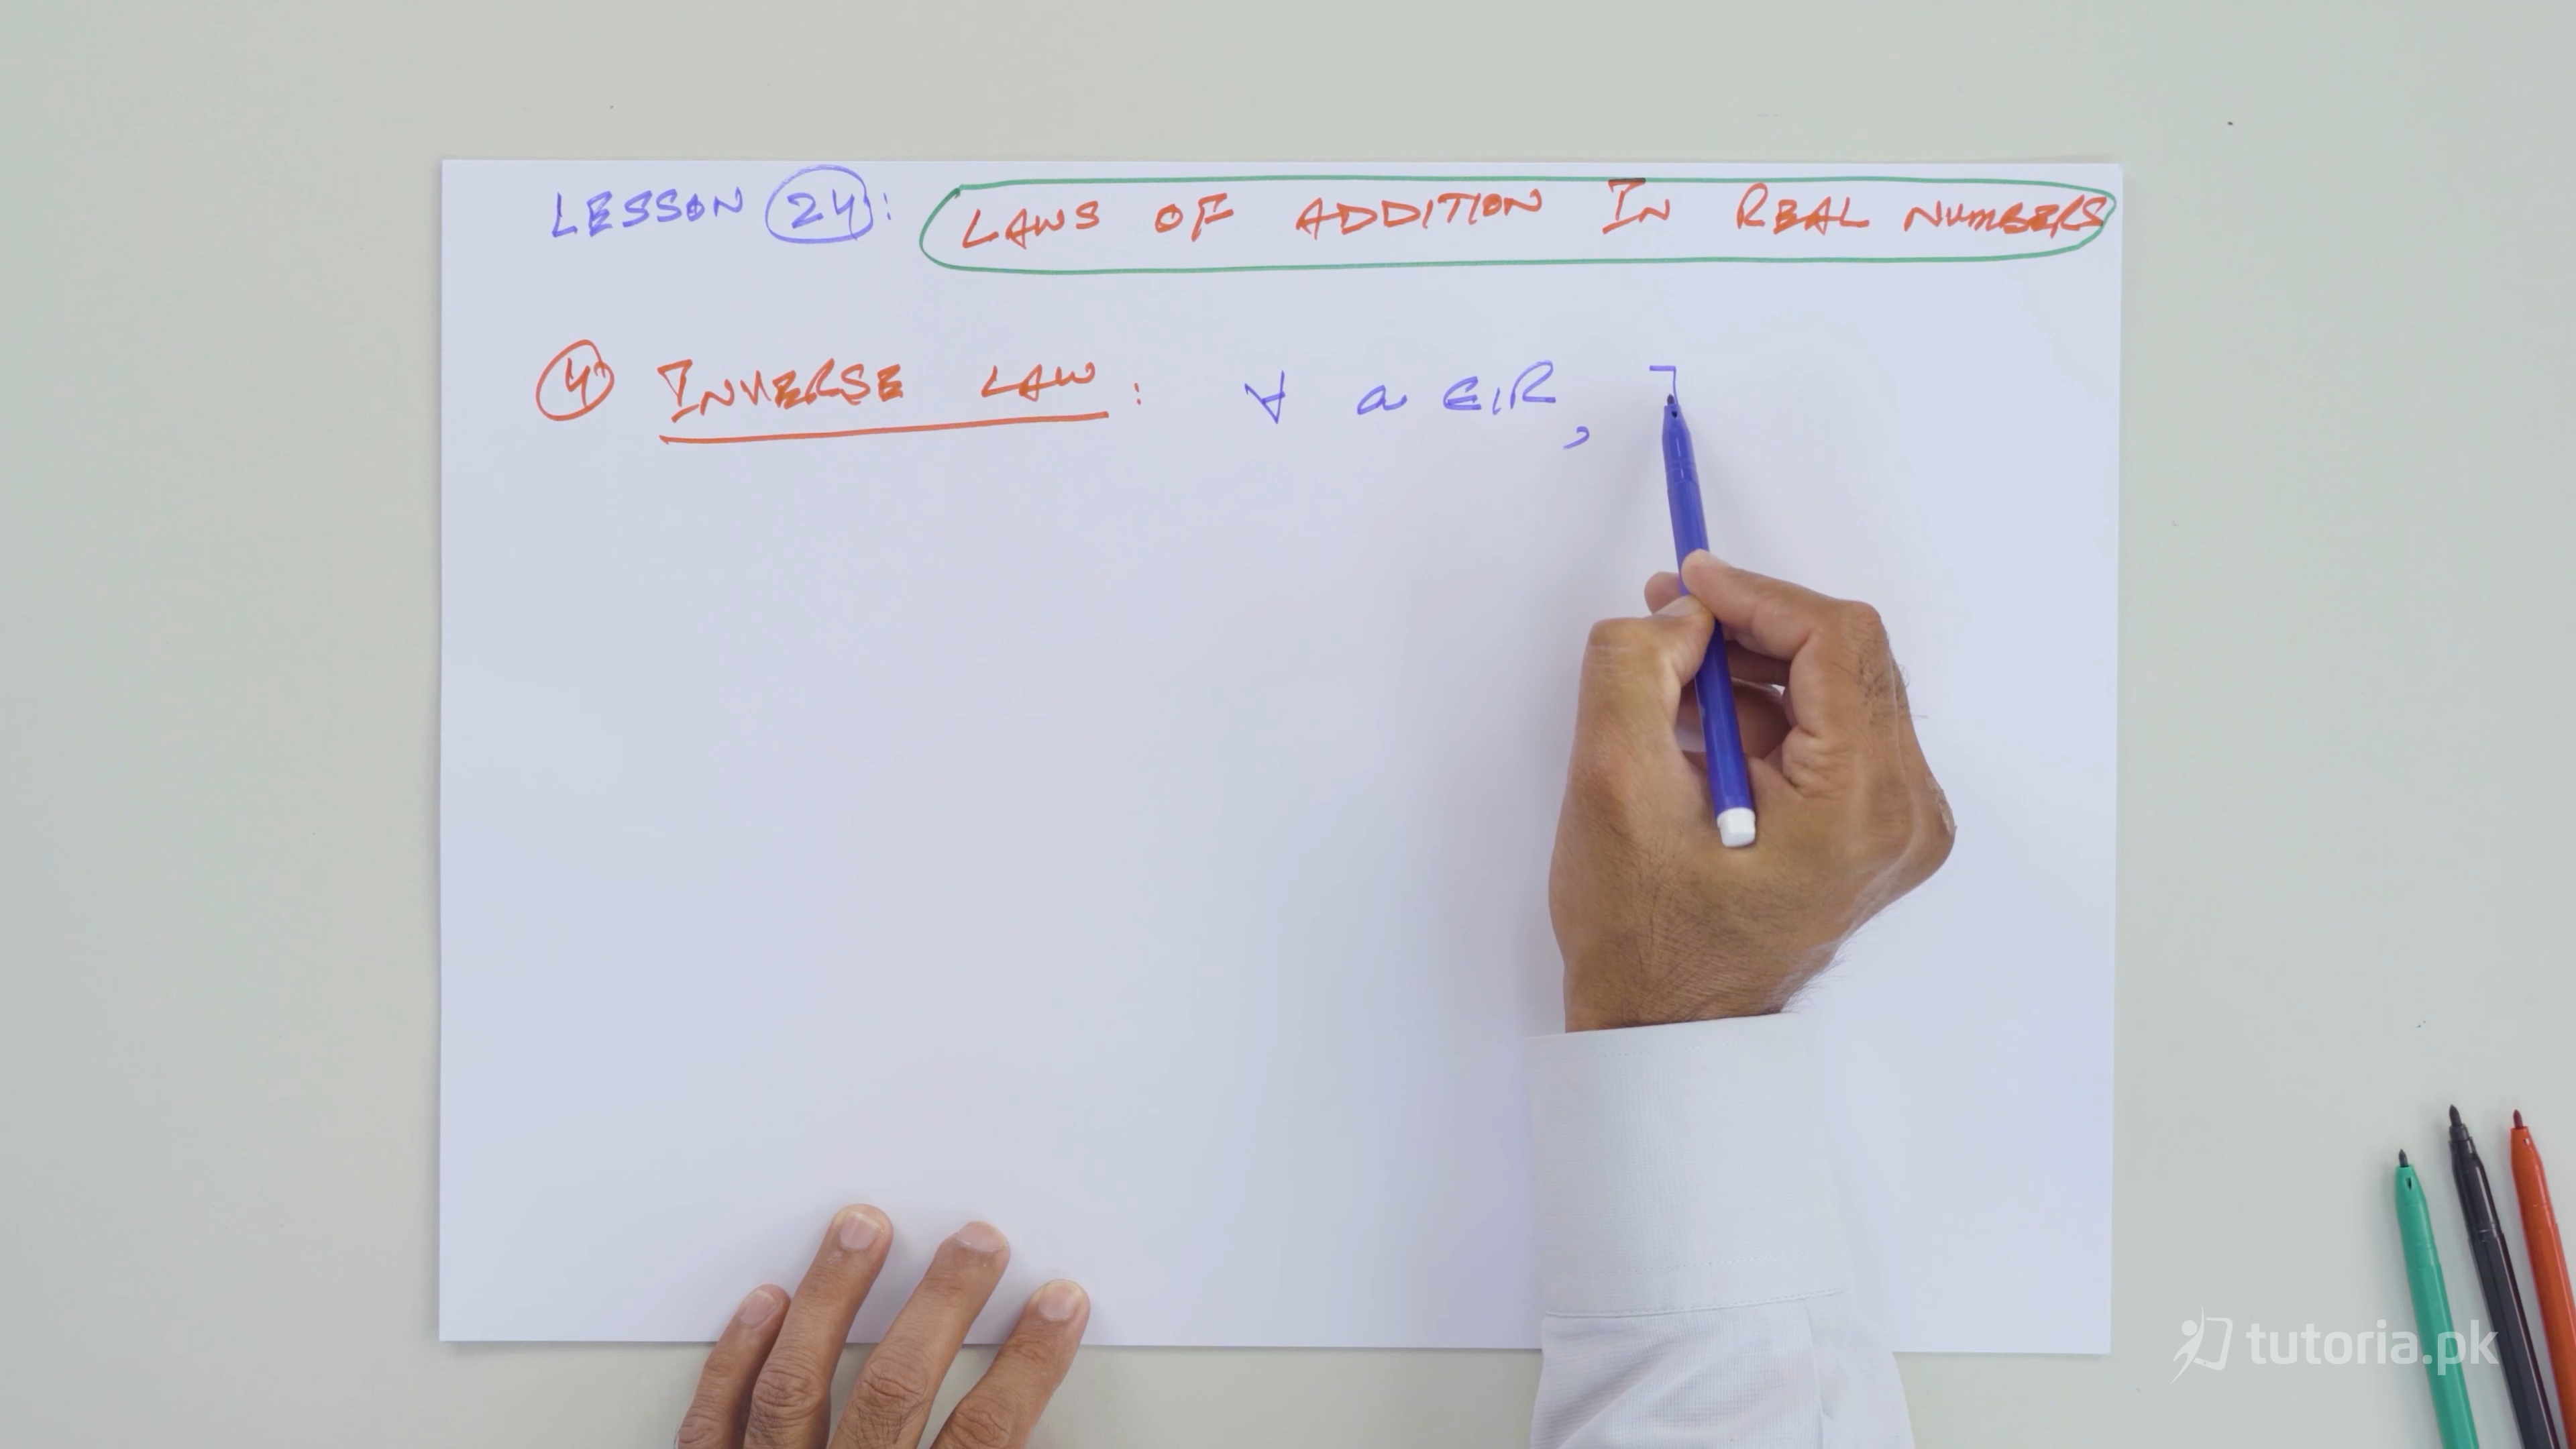 LESSON 24: LAWS OF ADDITION IN REAL NUMBERS
4 INVERSE LAW: ∀ a ∈ ℝ,
tutoria.pk